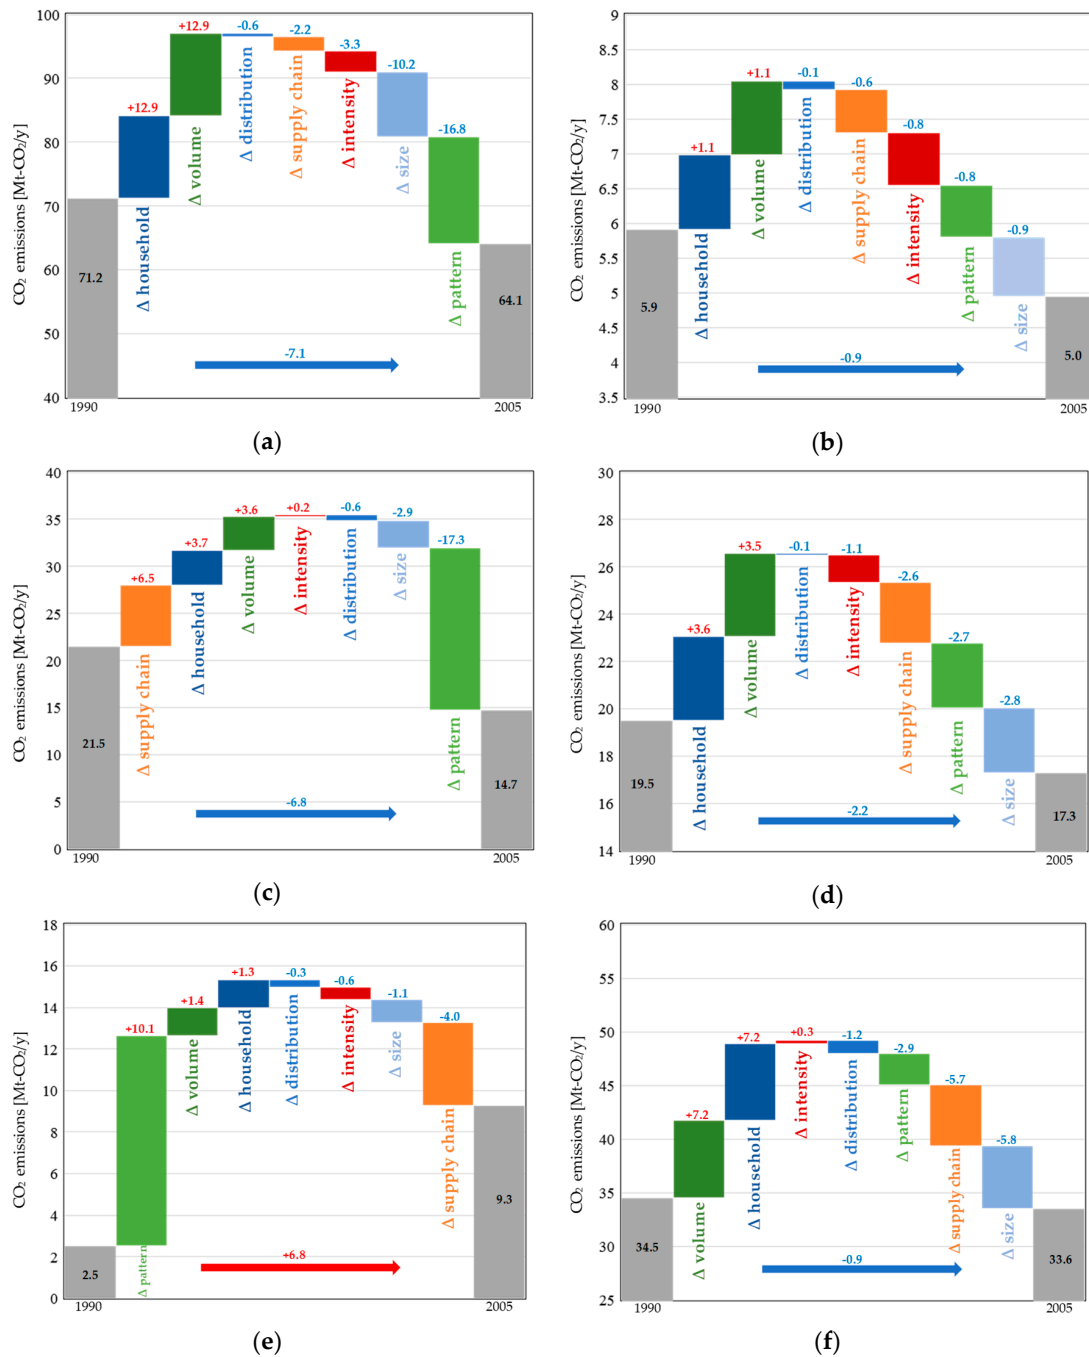 CO₂ emissions [Mt-CO₂/y]
100
90
80
70
60
50
40
71.2
+12.9
Δ household
+12.9
Δ volume
-0.6
Δ distribution
-2.2
Δ supply chain
-3.3
Δ intensity
-10.2
Δ size
-16.8
Δ pattern
64.1
-7.1
1990
2005
(a)
CO₂ emissions [Mt-CO₂/y]
9
8.5
8
7.5
7
6.5
6
5.5
5
4.5
4
3.5
5.9
+1.1
Δ household
+1.1
Δ volume
-0.1
Δ distribution
-0.6
Δ supply chain
-0.8
Δ intensity
-0.8
Δ pattern
-0.9
Δ size
5.0
-0.9
1990
2005
(b)
CO₂ emissions [Mt-CO₂/y]
40
35
30
25
20
15
10
5
0
21.5
+6.5
Δ supply chain
+3.7
Δ household
+3.6
Δ volume
+0.2
Δ intensity
-0.6
Δ distribution
-2.9
Δ size
-17.3
Δ pattern
14.7
-6.8
1990
2005
(c)
CO₂ emissions [Mt-CO₂/y]
30
28
26
24
22
20
18
16
14
19.5
+3.6
Δ household
+3.5
Δ volume
-0.1
Δ distribution
-1.1
Δ intensity
-2.6
Δ supply chain
-2.7
Δ pattern
-2.8
Δ size
17.3
-2.2
1990
2005
(d)
CO₂ emissions [Mt-CO₂/y]
18
16
14
12
10
8
6
4
2
0
2.5
+10.1
Δ pattern
+1.4
Δ volume
+1.3
Δ household
-0.3
Δ distribution
-0.6
Δ intensity
-1.1
Δ size
-4.0
Δ supply chain
9.3
+6.8
1990
2005
(e)
CO₂ emissions [Mt-CO₂/y]
60
55
50
45
40
35
30
25
34.5
+7.2
Δ volume
+7.2
Δ household
+0.3
Δ intensity
-1.2
Δ distribution
-2.9
Δ pattern
-5.7
Δ supply chain
-5.8
Δ size
33.6
-0.9
1990
2005
(f)